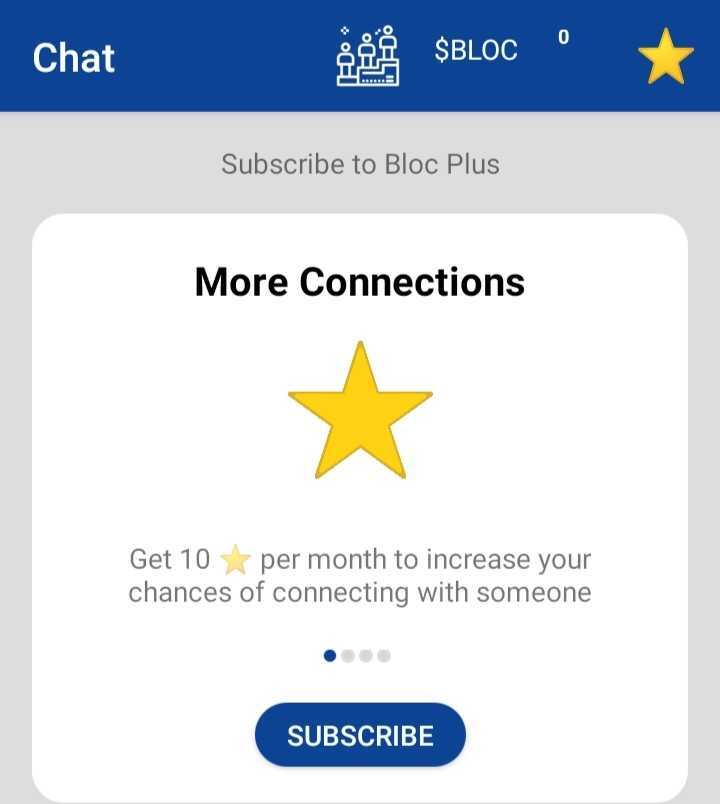 Chat
$BLOC
0
Subscribe to Bloc Plus
More Connections
Get 10 ⭐ per month to increase your
chances of connecting with someone
SUBSCRIBE